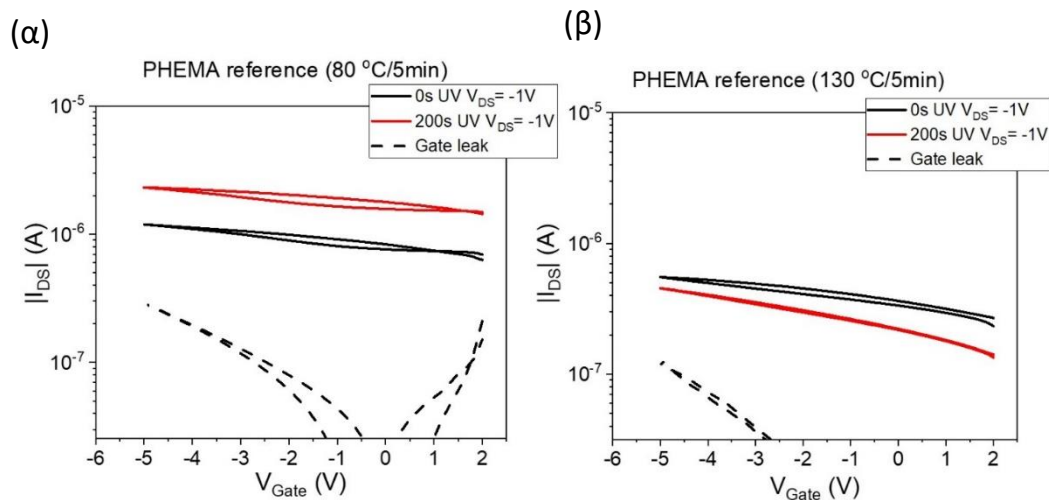 (α)
PHEMA reference (80 °C/5min)
0s UV V_DS= -1V
200s UV V_DS= -1V
Gate leak
10⁻⁵
10⁻⁶
10⁻⁷
|I_DS| (A)
-6 -5 -4 -3 -2 -1 0 1 2
V_Gate (V)
(β)
PHEMA reference (130 °C/5min)
0s UV V_DS= -1V
200s UV V_DS= -1V
Gate leak
10⁻⁵
10⁻⁶
10⁻⁷
|I_DS| (A)
-6 -5 -4 -3 -2 -1 0 1 2
V_Gate (V)